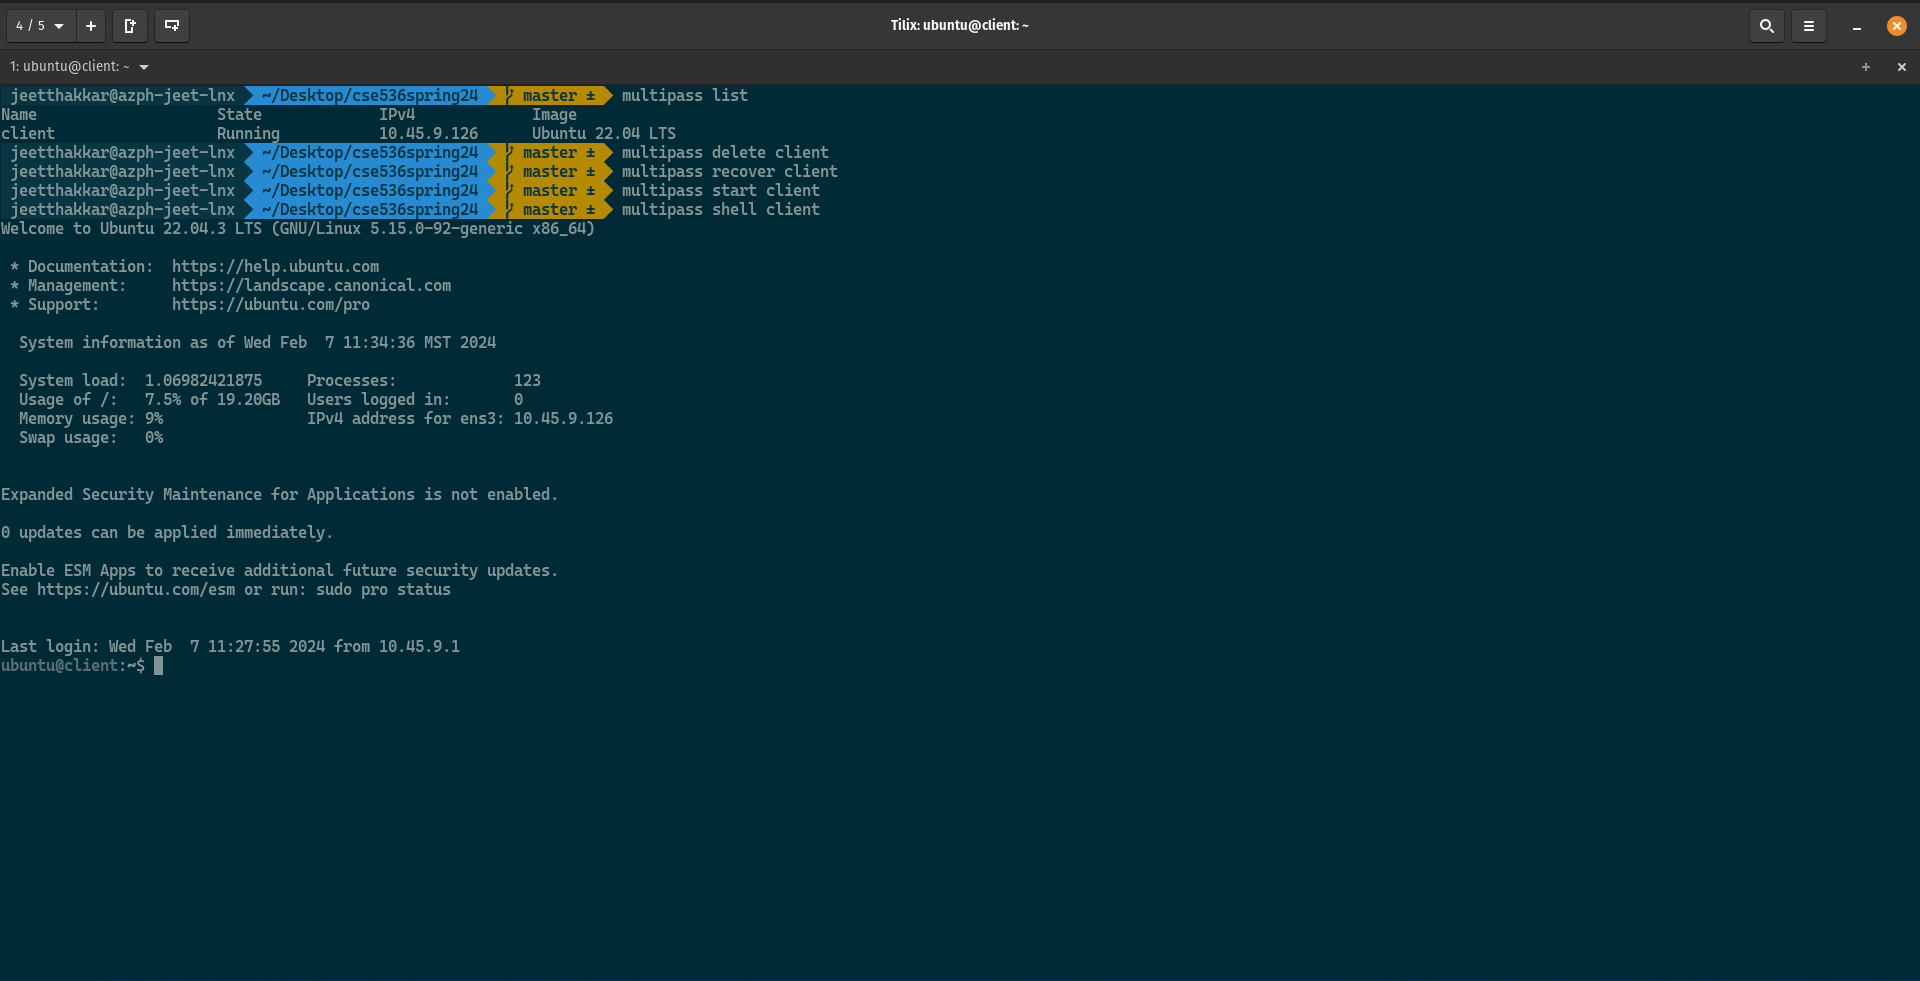 4 / 5
Tilix: ubuntu@client: ~
1: ubuntu@client: ~
jeetthakkar@azph-jeet-lnx ~/Desktop/cse536spring24 master ± multipass list
Name State IPv4 Image
client Running 10.45.9.126 Ubuntu 22.04 LTS
jeetthakkar@azph-jeet-lnx ~/Desktop/cse536spring24 master ± multipass delete client
jeetthakkar@azph-jeet-lnx ~/Desktop/cse536spring24 master ± multipass recover client
jeetthakkar@azph-jeet-lnx ~/Desktop/cse536spring24 master ± multipass start client
jeetthakkar@azph-jeet-lnx ~/Desktop/cse536spring24 master ± multipass shell client
Welcome to Ubuntu 22.04.3 LTS (GNU/Linux 5.15.0-92-generic x86_64)
* Documentation: https://help.ubuntu.com
* Management: https://landscape.canonical.com
* Support: https://ubuntu.com/pro
System information as of Wed Feb 7 11:34:36 MST 2024
System load: 1.06982421875 Processes: 123
Usage of /: 7.5% of 19.20GB Users logged in: 0
Memory usage: 9% IPv4 address for ens3: 10.45.9.126
Swap usage: 0%
Expanded Security Maintenance for Applications is not enabled.
0 updates can be applied immediately.
Enable ESM Apps to receive additional future security updates.
See https://ubuntu.com/esm or run: sudo pro status
Last login: Wed Feb 7 11:27:55 2024 from 10.45.9.1
ubuntu@client:~$